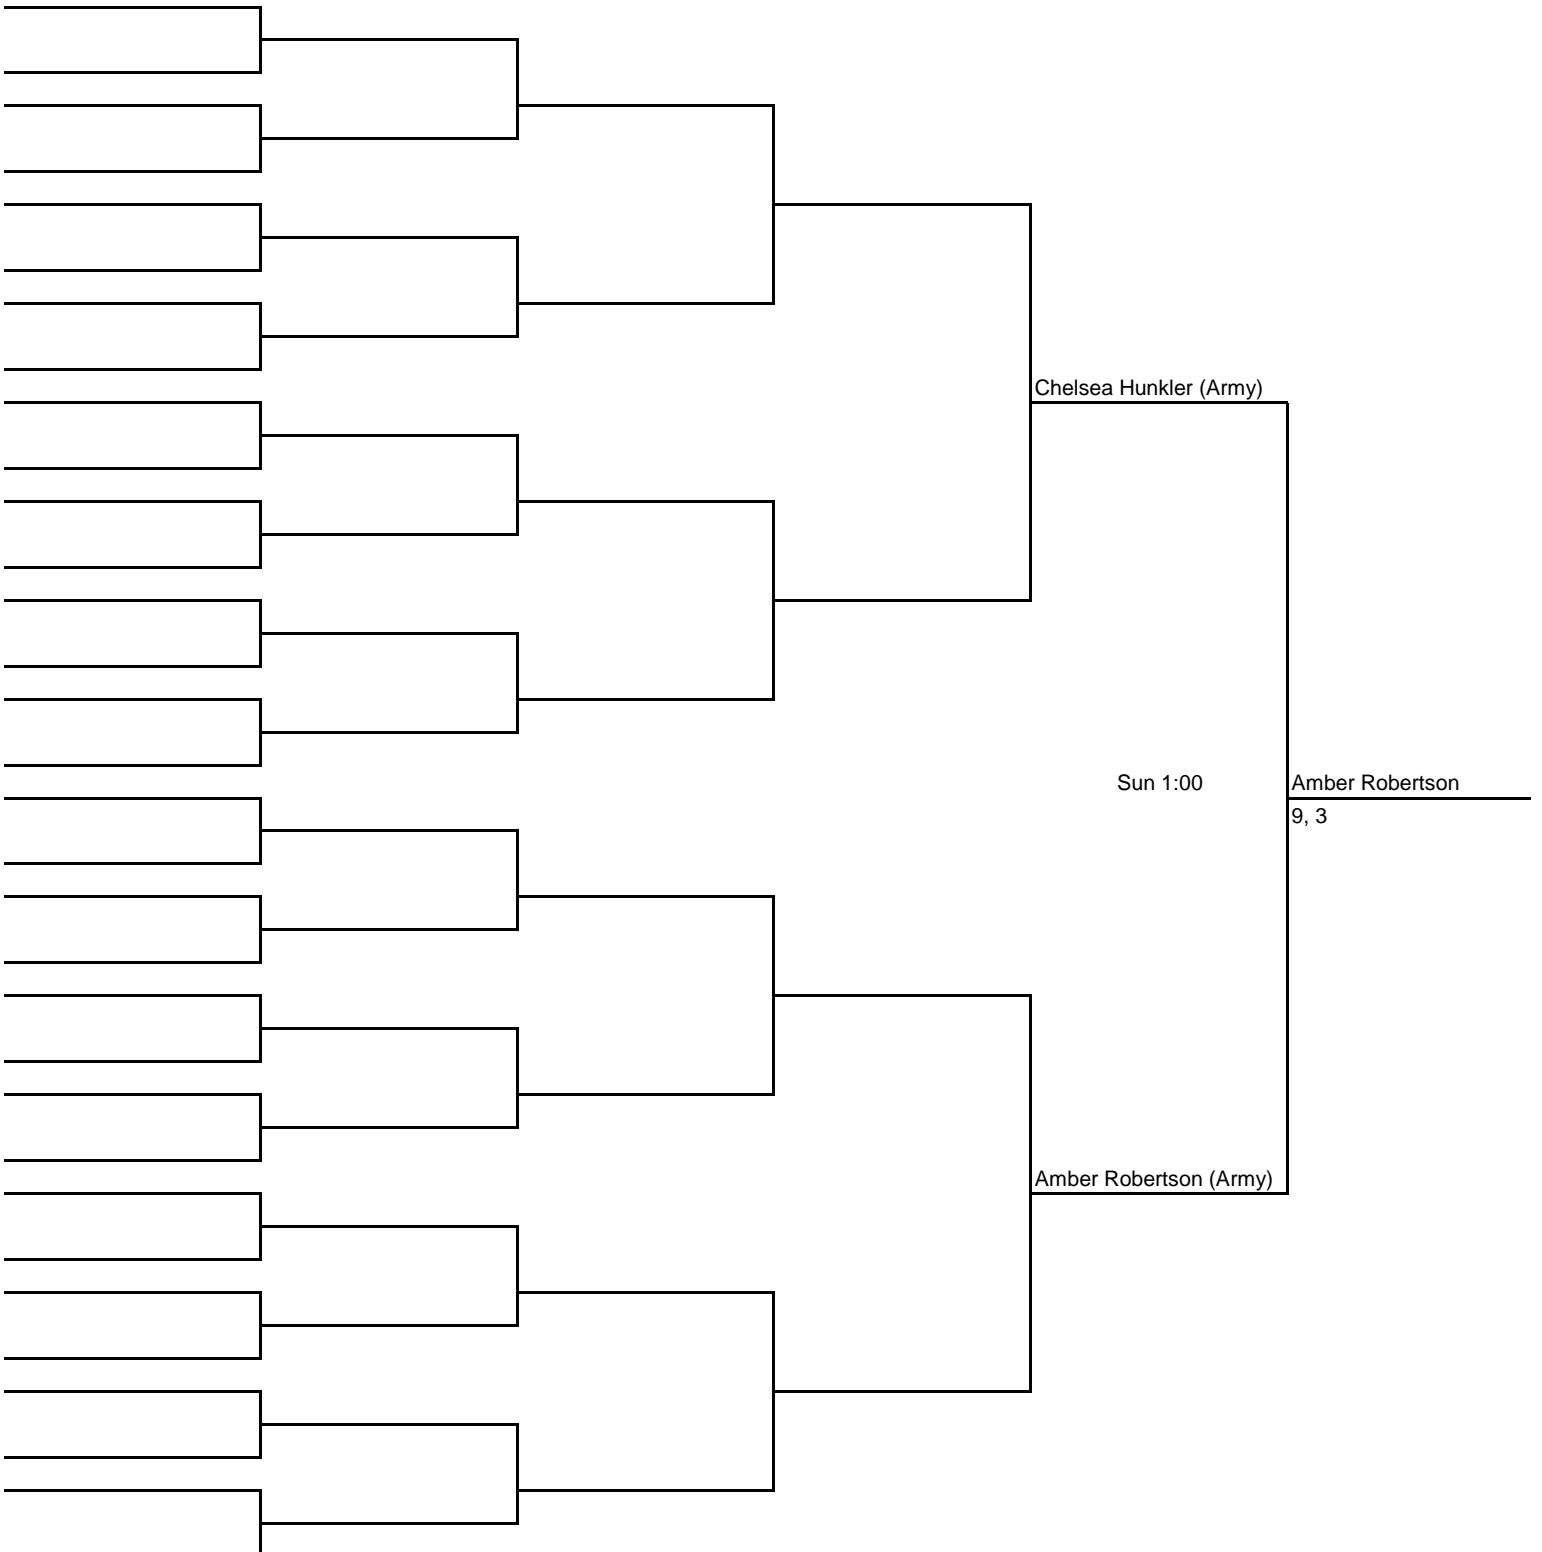 Chelsea Hunkler (Army)
Sun 1:00
Amber Robertson
9, 3
Amber Robertson (Army)